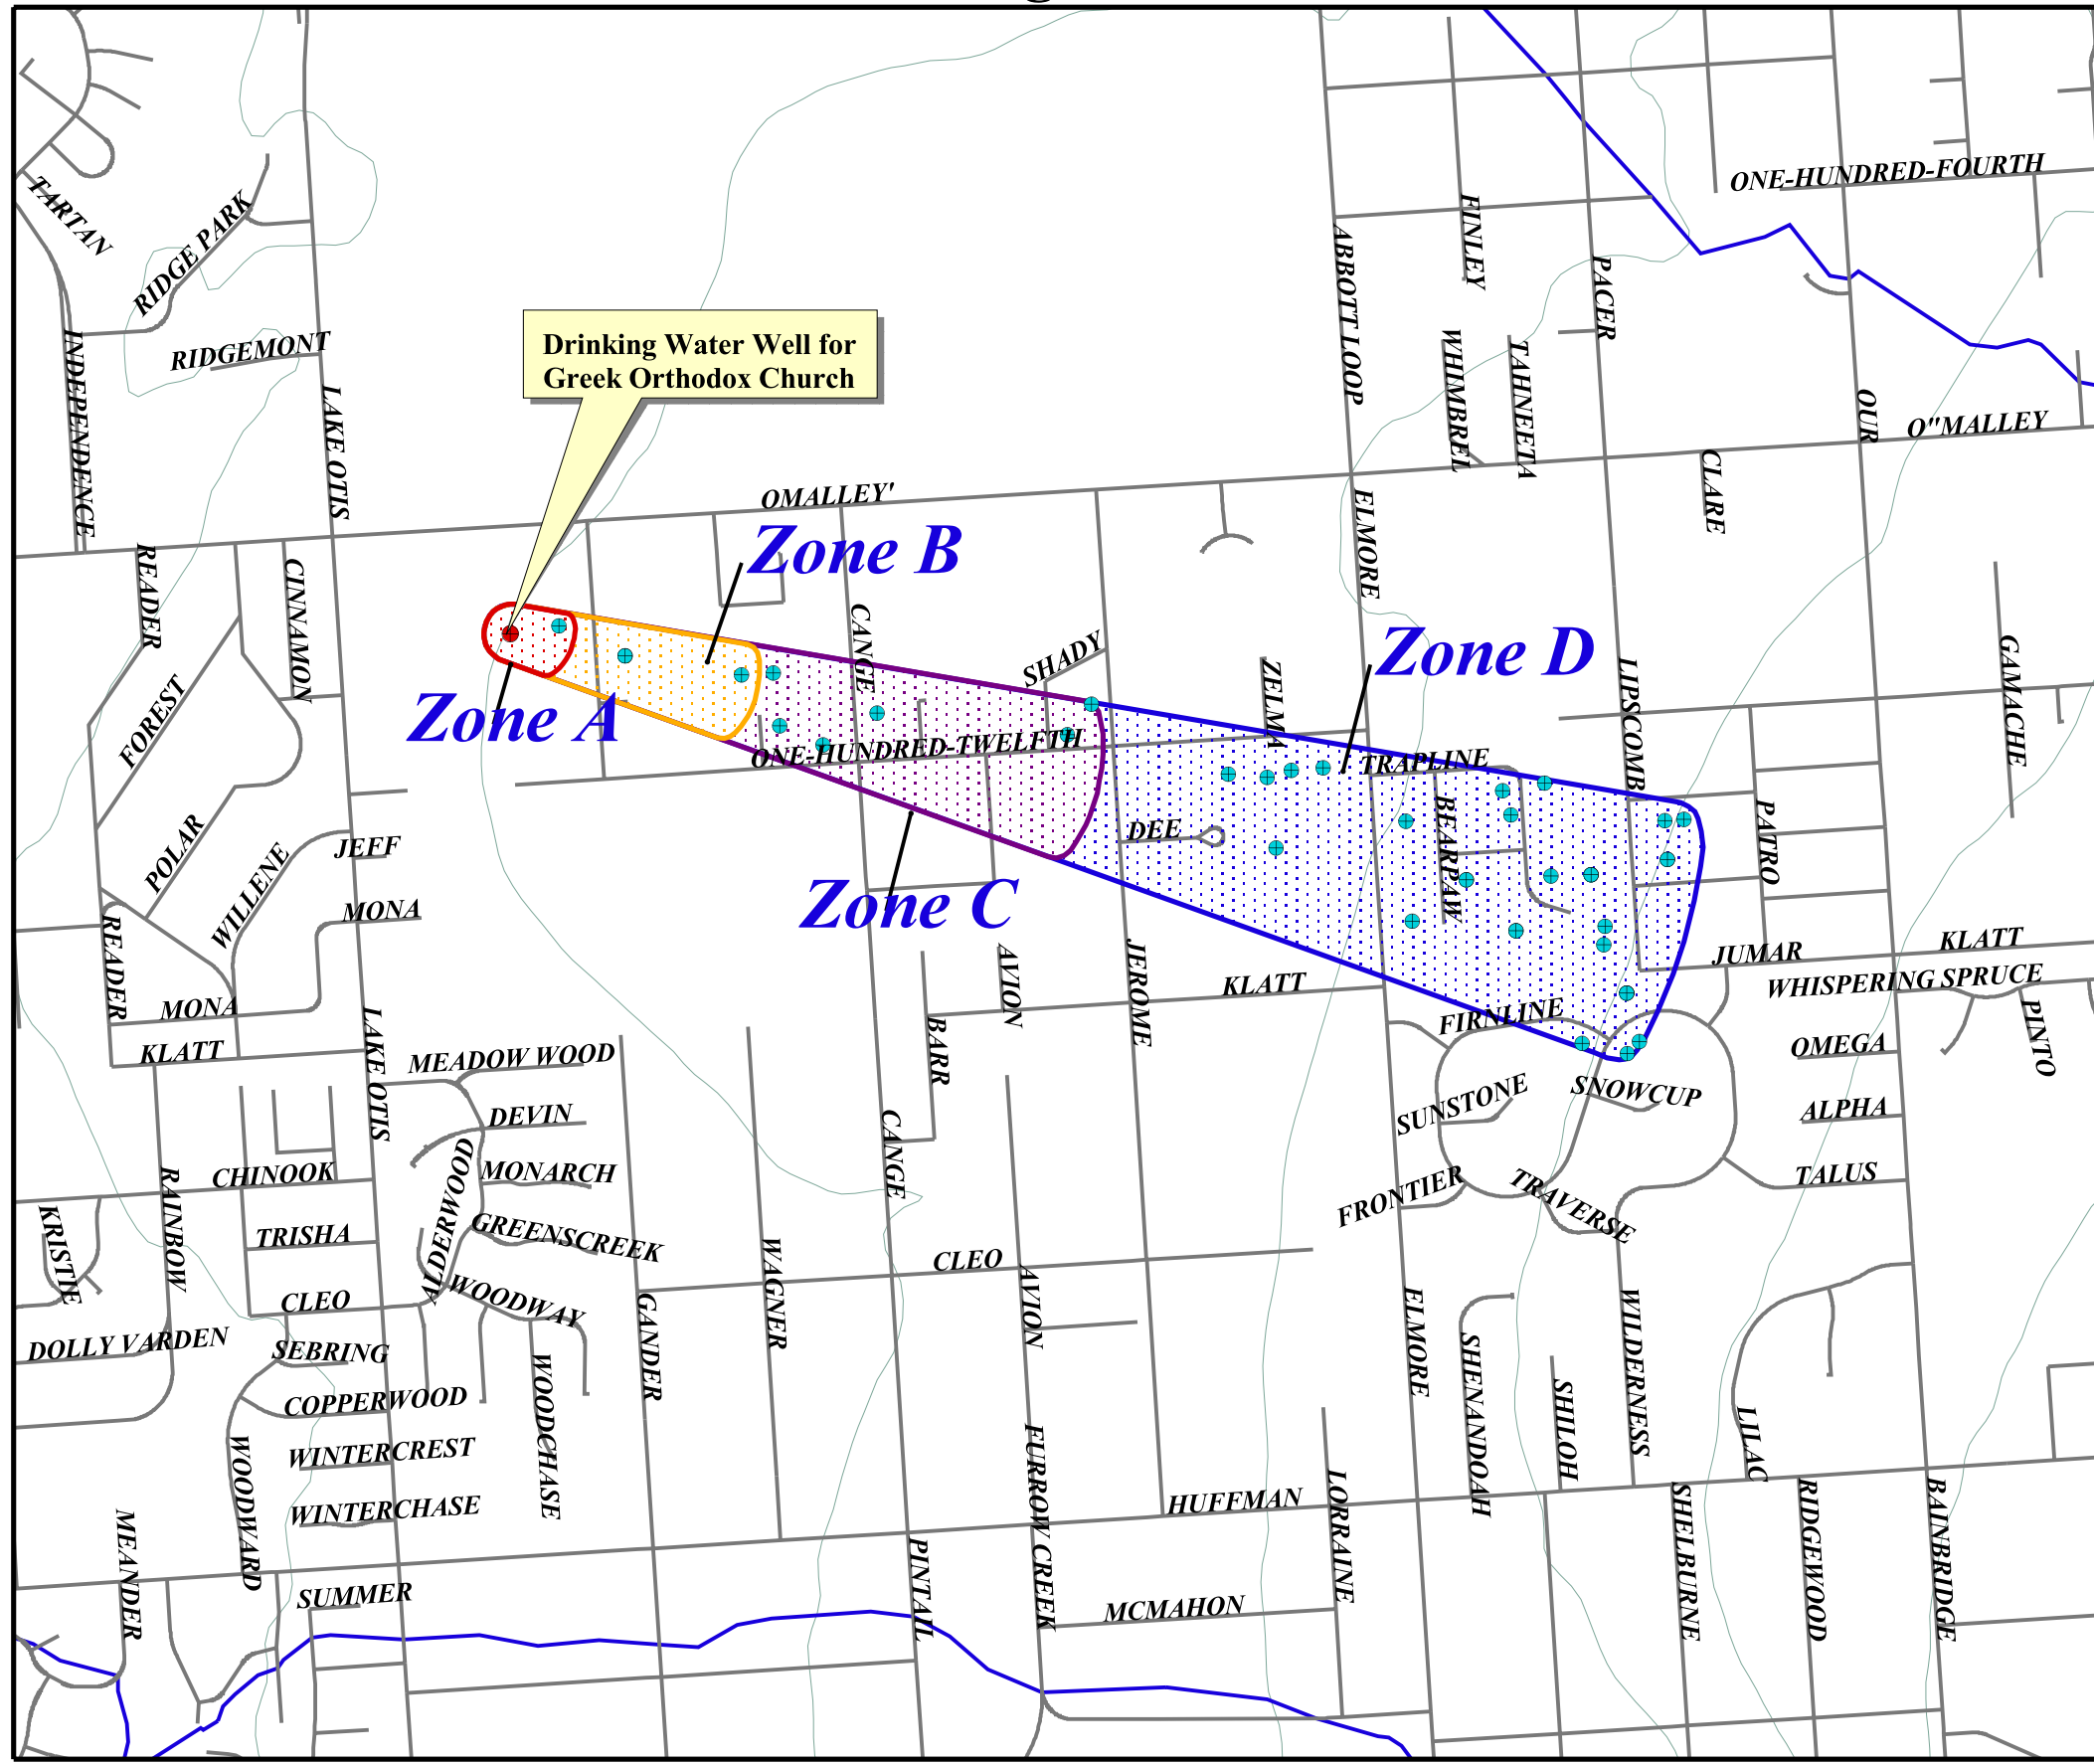 ONE-HUNDRED-FOURTH
TARTAN
RIDGE PARK
FINLEY
ABBOTT LOOP
PACER
INDEPENDENCE
RIDGEMONT
Drinking Water Well for
Greek Orthodox Church
WHIMBREL
TAHNEETA
LAKE OTIS
OUR
O"MALLEY
CLARE
OMALLEY'
ELMORE
READER
CINNAMON
Zone B
CANGE
SHADY
Zone D
ZELMA
LIPSCOMB
GAMACHE
FOREST
Zone A
ONE-HUNDRED-TWELFTH
TRAPLINE
BEARPAW
PATRO
DEE
POLAR
WILLENE
JEFF
MONA
Zone C
READER
AVION
JEROME
KLATT
JUMAR
KLATT
WHISPERING SPRUCE
PINTO
MONA
KLATT
LAKE OTIS
BARR
FIRNLINE
OMEGA
MEADOW WOOD
SUNSTONE
SNOWCUP
ALPHA
DEVIN
CANGE
ALDERWOOD
MONARCH
CHINOOK
RAINBOW
FRONTIER
TRAVERSE
TALUS
KRISTIE
TRISHA
GREENSCREEK
WAGNER
CLEO
AVION
CLEO
WOODWAY
GANDER
ELMORE
WILDERNESS
DOLLY VARDEN
SEBRING
WOODCHASE
SHENANDOAH
SHILOH
COPPERWOOD
LILAC
WOODWARD
WINTERCREST
FURROW CREEK
LORRAINE
WINTERCHASE
HUFFMAN
MEANDER
PINTAIL
SHELBURNE
RIDGEWOOD
BAINBRIDGE
SUMMER
MCMAHON